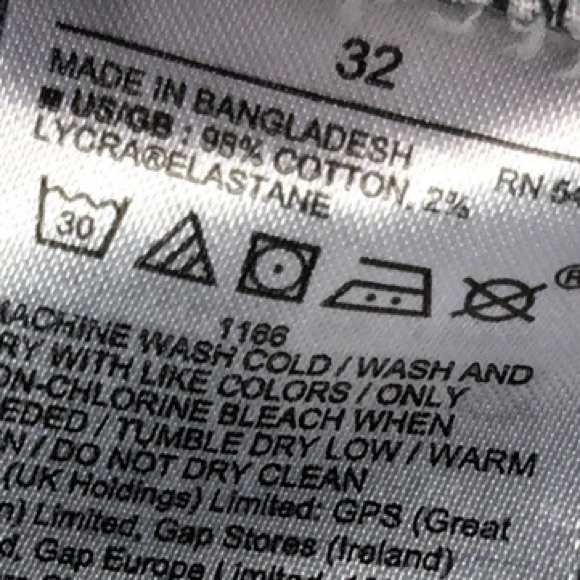 32
MADE IN BANGLADESH
US/GB : 98% COTTON, 2%
LYCRA®ELASTANE
RN 54
30
®
1166
MACHINE WASH COLD / WASH AND
RY WITH LIKE COLORS / ONLY
ON-CHLORINE BLEACH WHEN
EEDED / TUMBLE DRY LOW / WARM
N / DO NOT DRY CLEAN
(UK Holdings) Limited: GPS (Great
n) Limited, Gap Stores (Ireland)
d, Gap Europe Limited